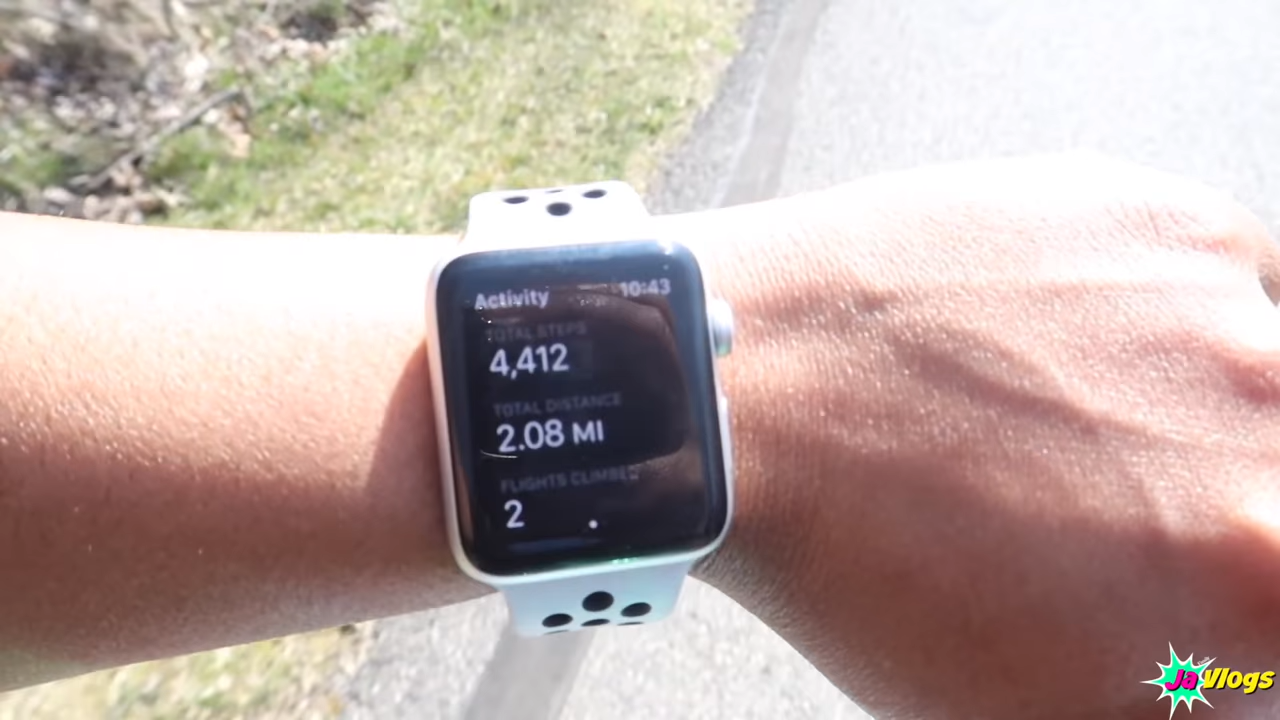 Activity 10:43
TOTAL STEPS
4,412
TOTAL DISTANCE
2.08 MI
FLIGHTS CLIMBED
2
JaVlogs